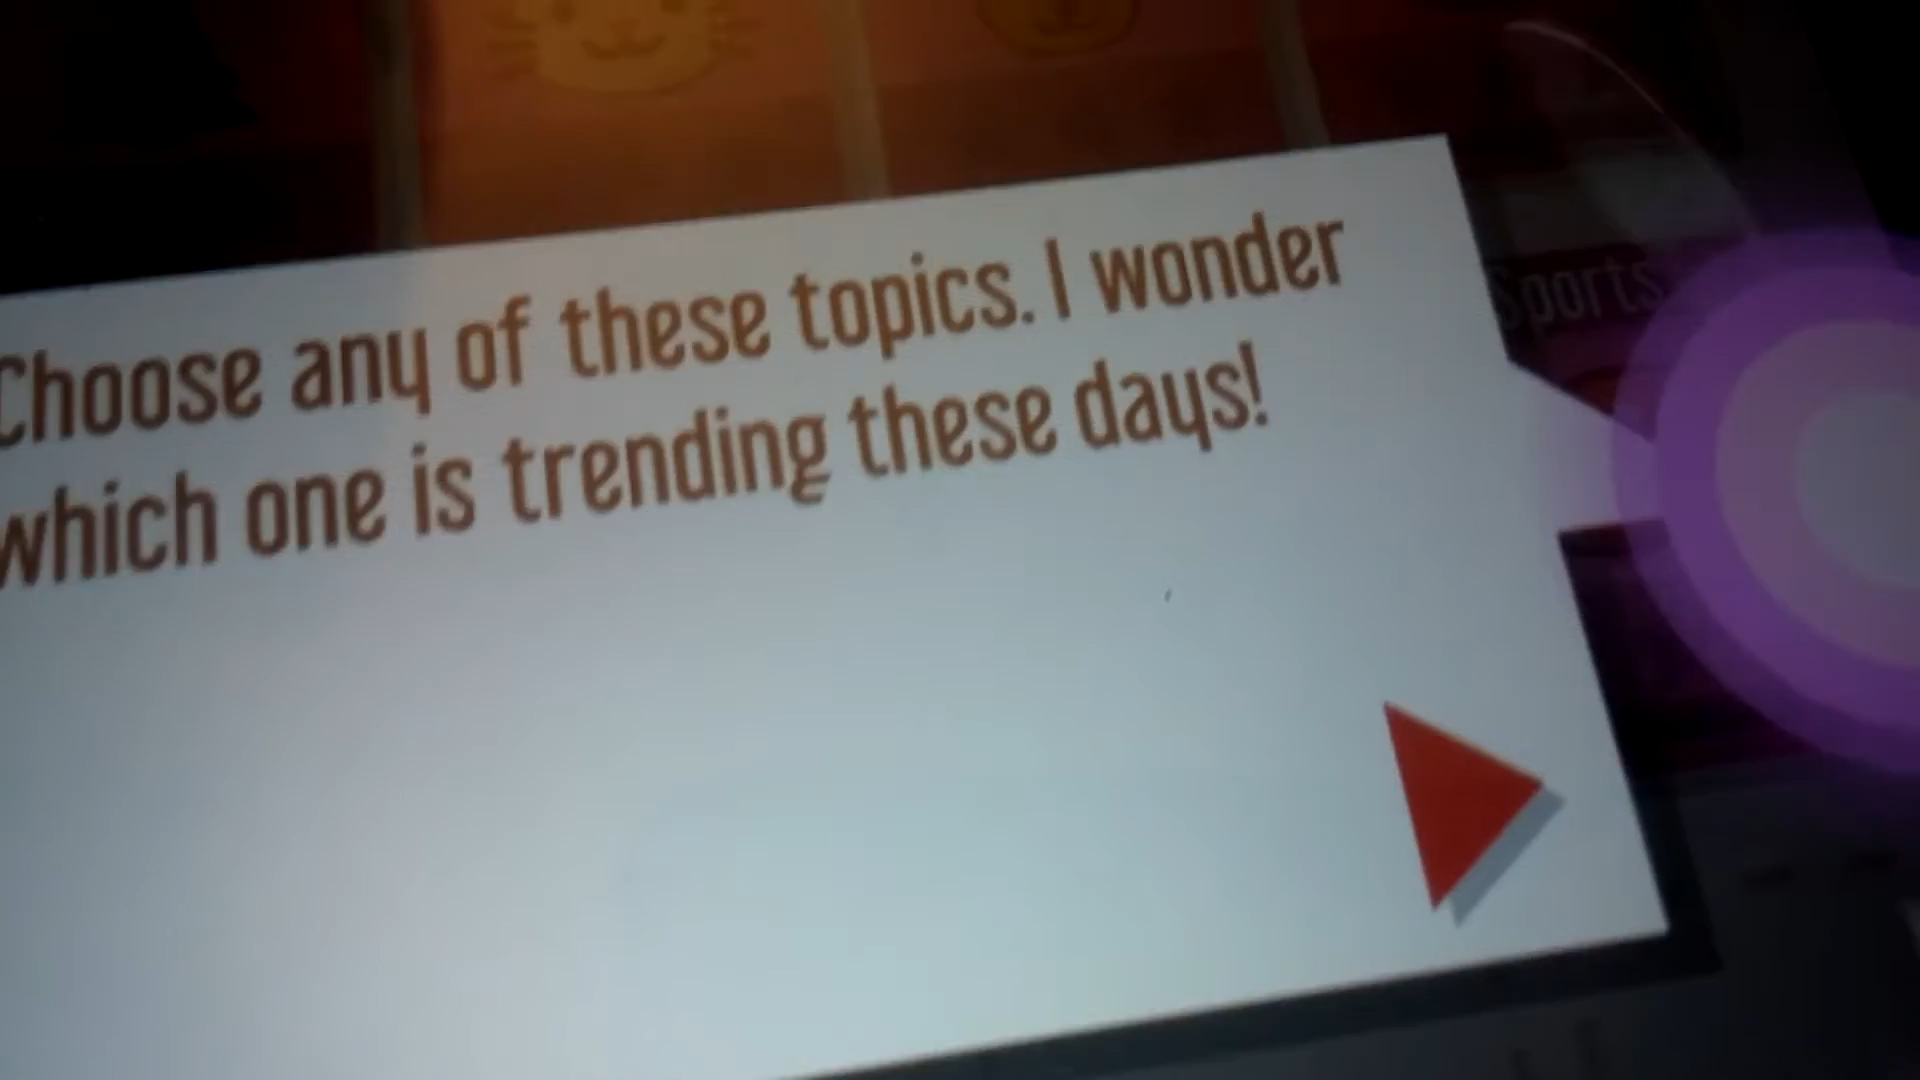 Choose any of these topics. I wonder
which one is trending these days!
Sports